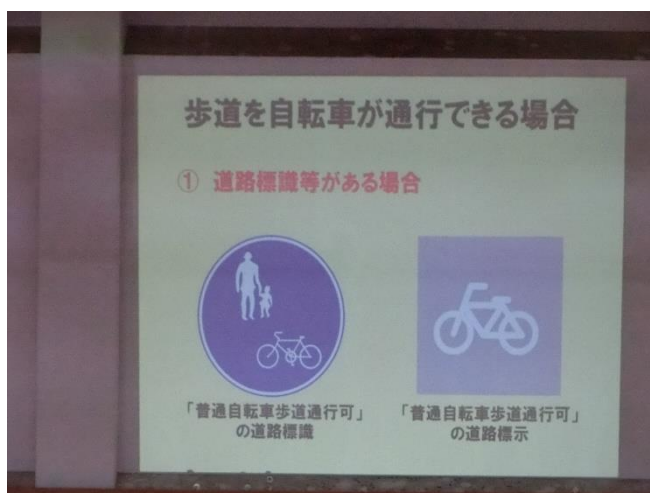 歩道を自転車が通行できる場合
① 道路標識等がある場合
「普通自転車歩道通行可」
の道路標識
「普通自転車歩道通行可」
の道路標示